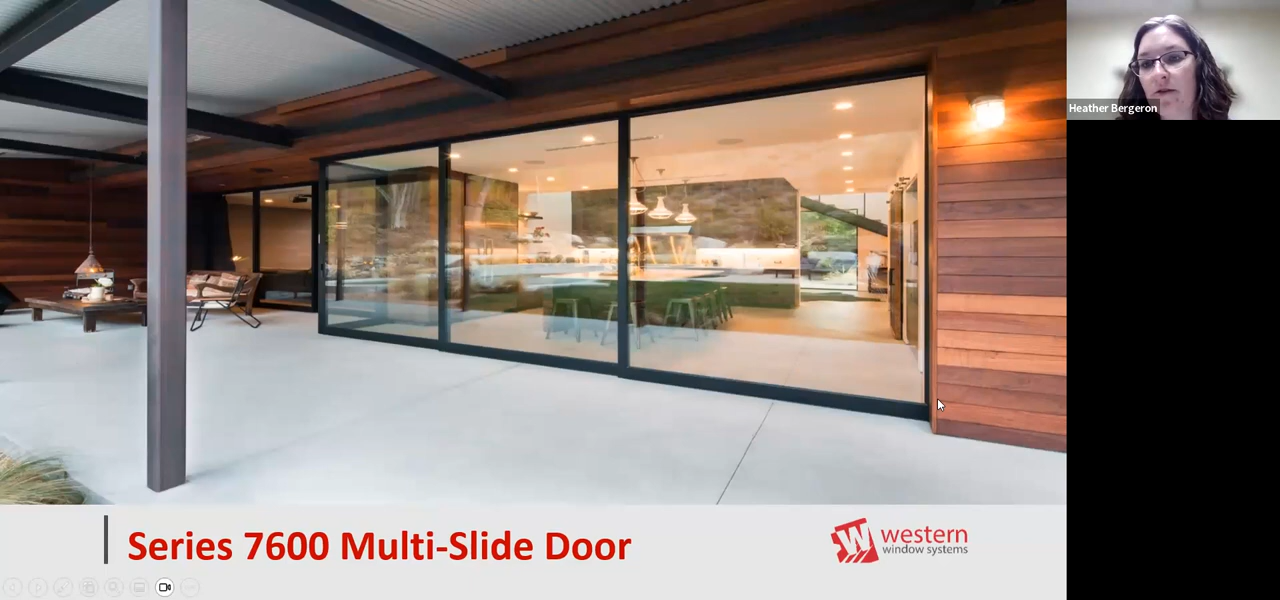 Heather Bergeron
Series 7600 Multi-Slide Door
western
window systems